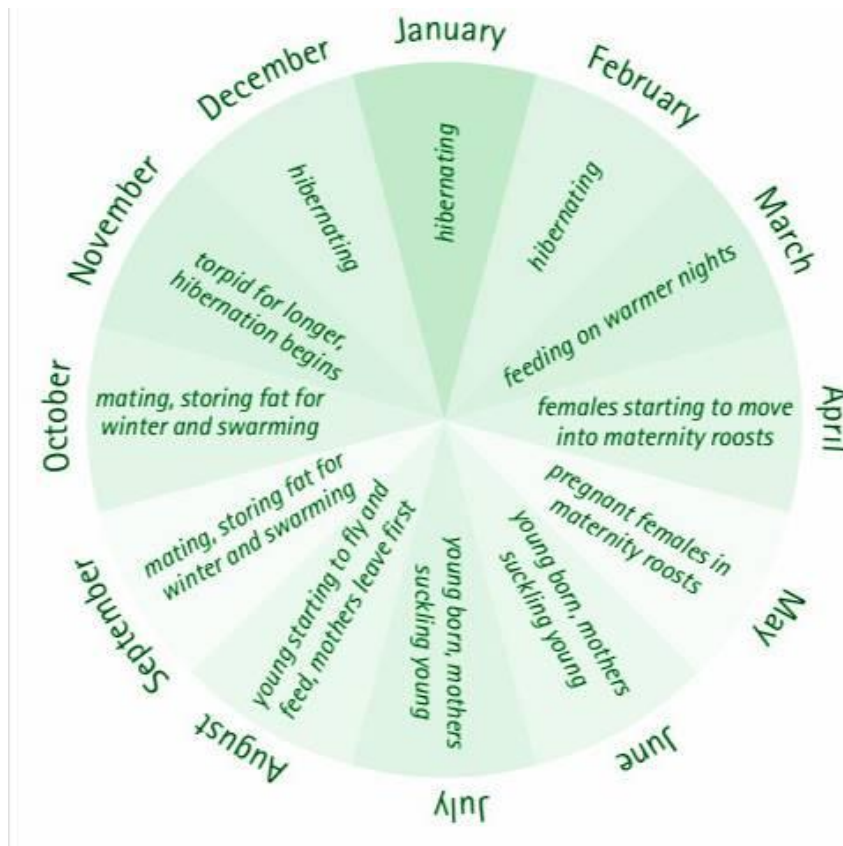 January
hibernating
February
hibernating
March
feeding on warmer nights
April
females starting to move
into maternity roosts
May
pregnant females in
maternity roosts
June
young born, mothers
suckling young
July
young born, mothers
suckling young
August
young starting to fly and
feed, mothers leave first
September
mating, storing fat for
winter and swarming
October
mating, storing fat for
winter and swarming
November
torpid for longer,
hibernation begins
December
hibernating